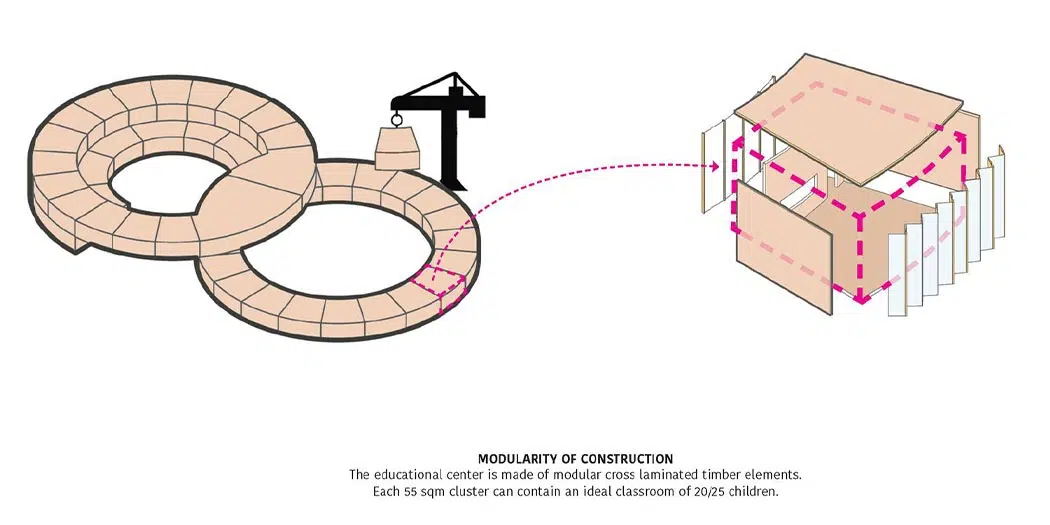 MODULARITY OF CONSTRUCTION
The educational center is made of modular cross laminated timber elements.
Each 55 sqm cluster can contain an ideal classroom of 20/25 children.